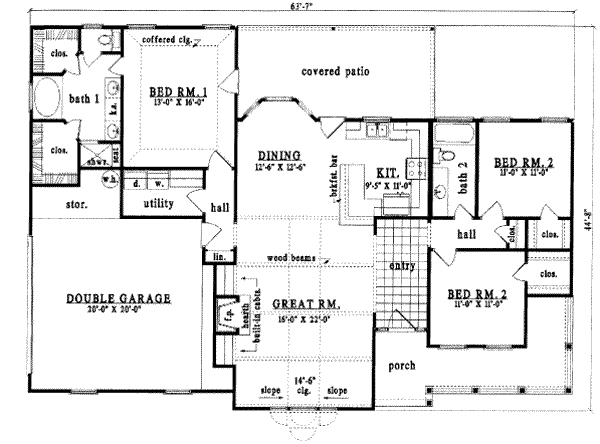 63'-7"
coffered clg.
clos.
BED RM. 1
13'-0" X 16'-0"
bath 1
k.s.
clos.
shwr.
seat
w.h.
d.
w.
stor.
utility
hall
lin.
covered patio
DINING
12'-6" X 12'-6"
brkfst. bar
KIT.
9'-5" X 11'-0"
bath 2
BED RM. 2
11'-0" X 11'-0"
44'-8"
hall
clos.
clos.
clos.
wood beams
entry
BED RM. 2
11'-0" X 11'-0"
DOUBLE GARAGE
20'-0" X 20'-0"
f.p.
hearth
built-in cabts.
GREAT RM.
16'-0" X 22'-0"
porch
slope
14'-6"
clg.
slope